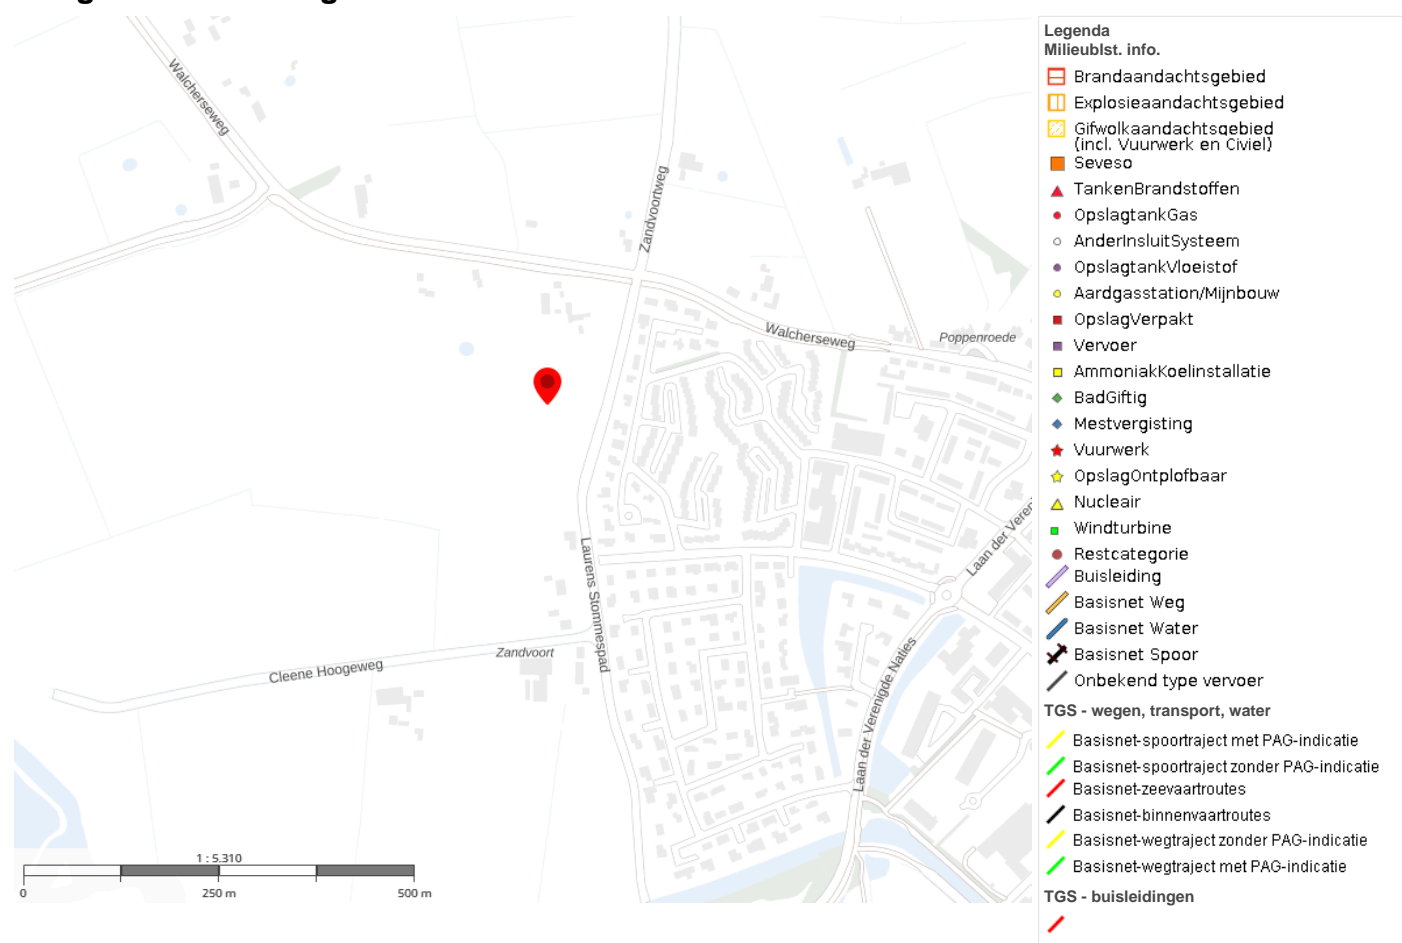 Walcherseweg
Zandvoortweg
Walcherseweg
Poppenroede
Laan der Veren
Laurens Stommespad
Zandvoort
Cleene Hoogeweg
Laan der Verenigde Naties
1 : 5.310
0
250 m
500 m
Legenda
Milieublst. info.
Brandaandachtsgebied
Explosieaandachtsgebied
Gifwolkaandachtsgebied
(incl. Vuurwerk en Civiel)
Seveso
TankenBrandstoffen
OpslagtankGas
AnderInsluitSysteem
OpslagtankVloeistof
Aardgasstation/Mijnbouw
OpslagVerpakt
Vervoer
AmmoniakKoelinstallatie
BadGiftig
Mestvergisting
Vuurwerk
OpslagOntplofbaar
Nucleair
Windturbine
Restcategorie
Buisleiding
Basisnet Weg
Basisnet Water
Basisnet Spoor
Onbekend type vervoer
TGS - wegen, transport, water
Basisnet-spoortraject met PAG-indicatie
Basisnet-spoortraject zonder PAG-indicatie
Basisnet-zeevaartroutes
Basisnet-binnenvaartroutes
Basisnet-wegtraject zonder PAG-indicatie
Basisnet-wegtraject met PAG-indicatie
TGS - buisleidingen